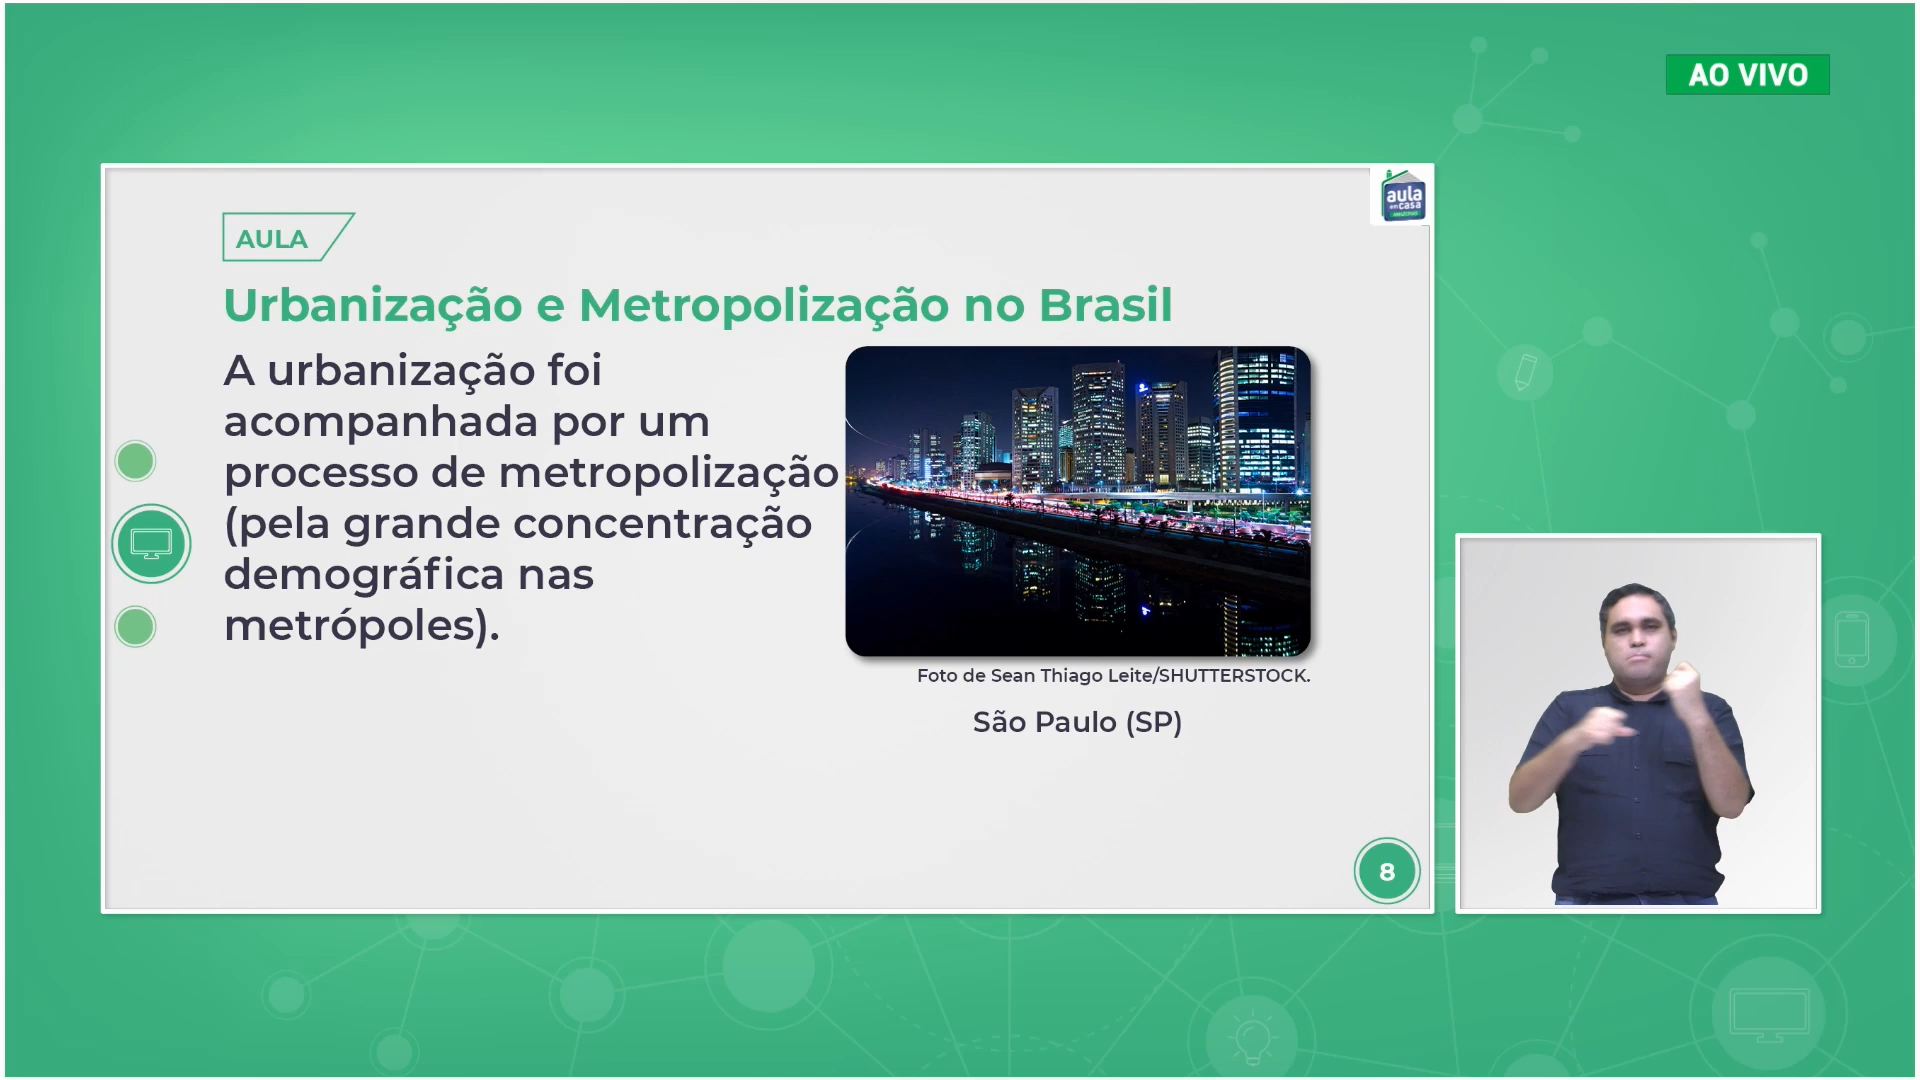 AO VIVO
aula
em casa
AULA
Urbanização e Metropolização no Brasil
A urbanização foi
acompanhada por um
processo de metropolização
(pela grande concentração
demográfica nas
metrópoles).
Foto de Sean Thiago Leite/SHUTTERSTOCK.
São Paulo (SP)
8